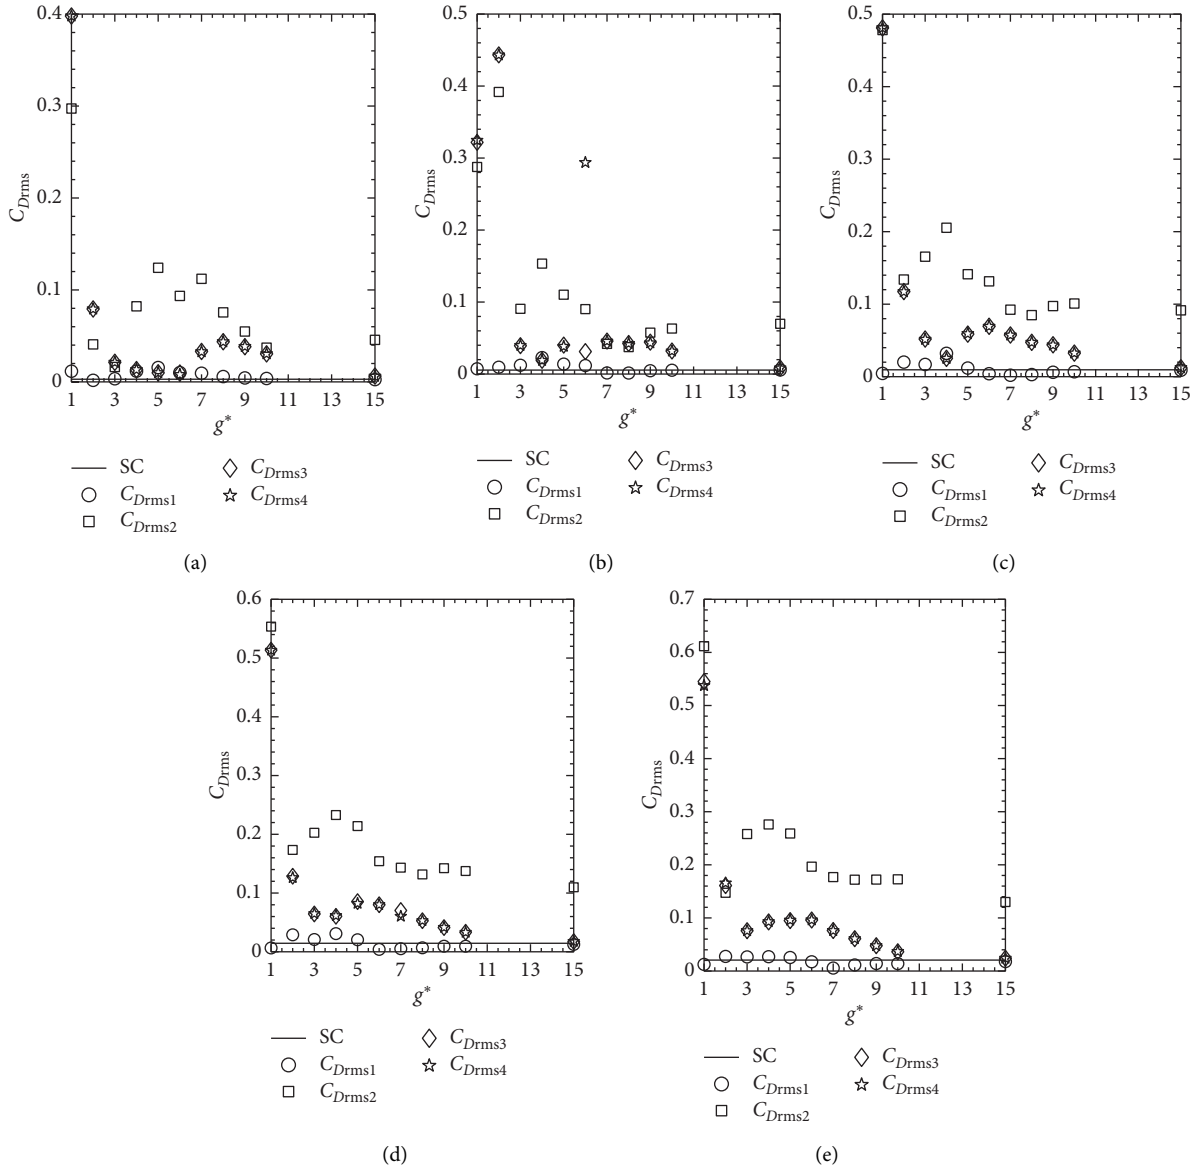 0.4
0.3
0.2
0.1
0
C_Drms
1 3 5 7 9 11 13 15
g*
SC
C_Drms1
C_Drms2
C_Drms3
C_Drms4
(a)
0.5
0.4
0.3
0.2
0.1
0
C_Drms
1 3 5 7 9 11 13 15
g*
SC
C_Drms1
C_Drms2
C_Drms3
C_Drms4
(b)
0.5
0.4
0.3
0.2
0.1
0
C_Drms
1 3 5 7 9 11 13 15
g*
SC
C_Drms1
C_Drms2
C_Drms3
C_Drms4
(c)
0.6
0.5
0.4
0.3
0.2
0.1
0
C_Drms
1 3 5 7 9 11 13 15
g*
SC
C_Drms1
C_Drms2
C_Drms3
C_Drms4
(d)
0.7
0.6
0.5
0.4
0.3
0.2
0.1
0
C_Drms
1 3 5 7 9 11 13 15
g*
SC
C_Drms1
C_Drms2
C_Drms3
C_Drms4
(e)